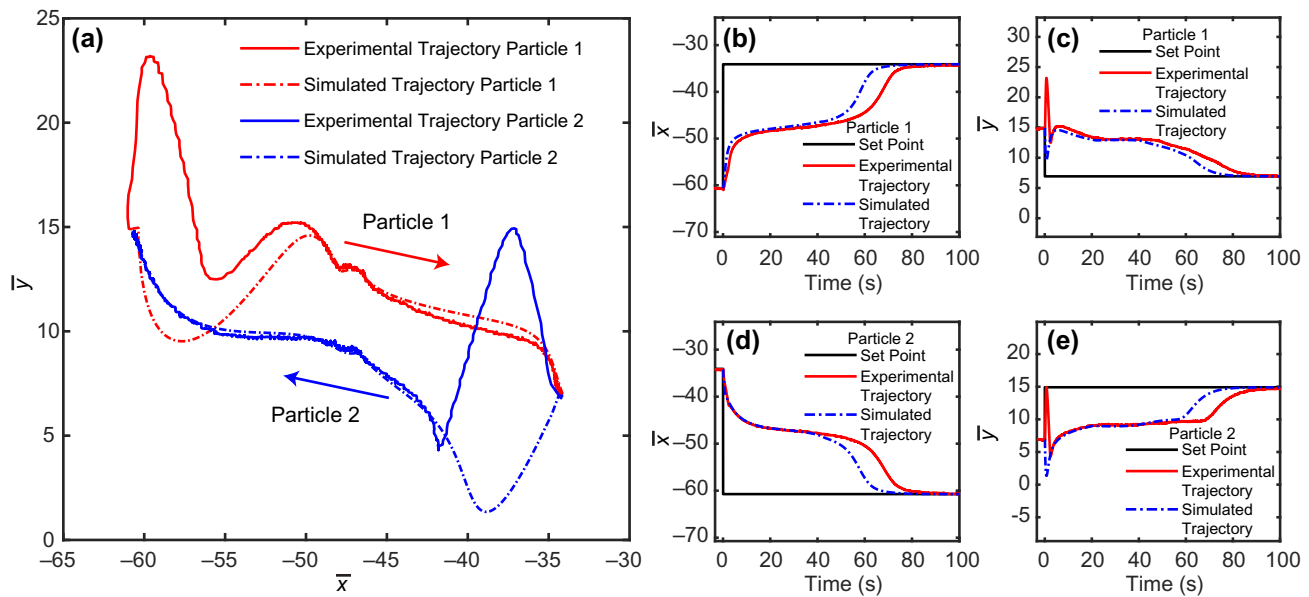 (a)
Experimental Trajectory Particle 1
Simulated Trajectory Particle 1
Experimental Trajectory Particle 2
Simulated Trajectory Particle 2
Particle 1
Particle 2
25
20
15
10
5
0
y̅
–65
–60
–55
–50
–45
–40
–35
–30
x̅
(b)
–30
–40
–50
–60
–70
x̅
Particle 1
Set Point
Experimental
Trajectory
Simulated
Trajectory
0
20
40
60
80
100
Time (s)
(c)
Particle 1
Set Point
Experimental
Trajectory
Simulated
Trajectory
30
25
20
15
10
5
0
y̅
0
20
40
60
80
100
Time (s)
(d)
Particle 2
Set Point
Experimental
Trajectory
Simulated
Trajectory
–30
–40
–50
–60
–70
x̅
0
20
40
60
80
100
Time (s)
(e)
20
15
10
5
0
-5
y̅
Particle 2
Set Point
Experimental
Trajectory
Simulated
Trajectory
0
20
40
60
80
100
Time (s)